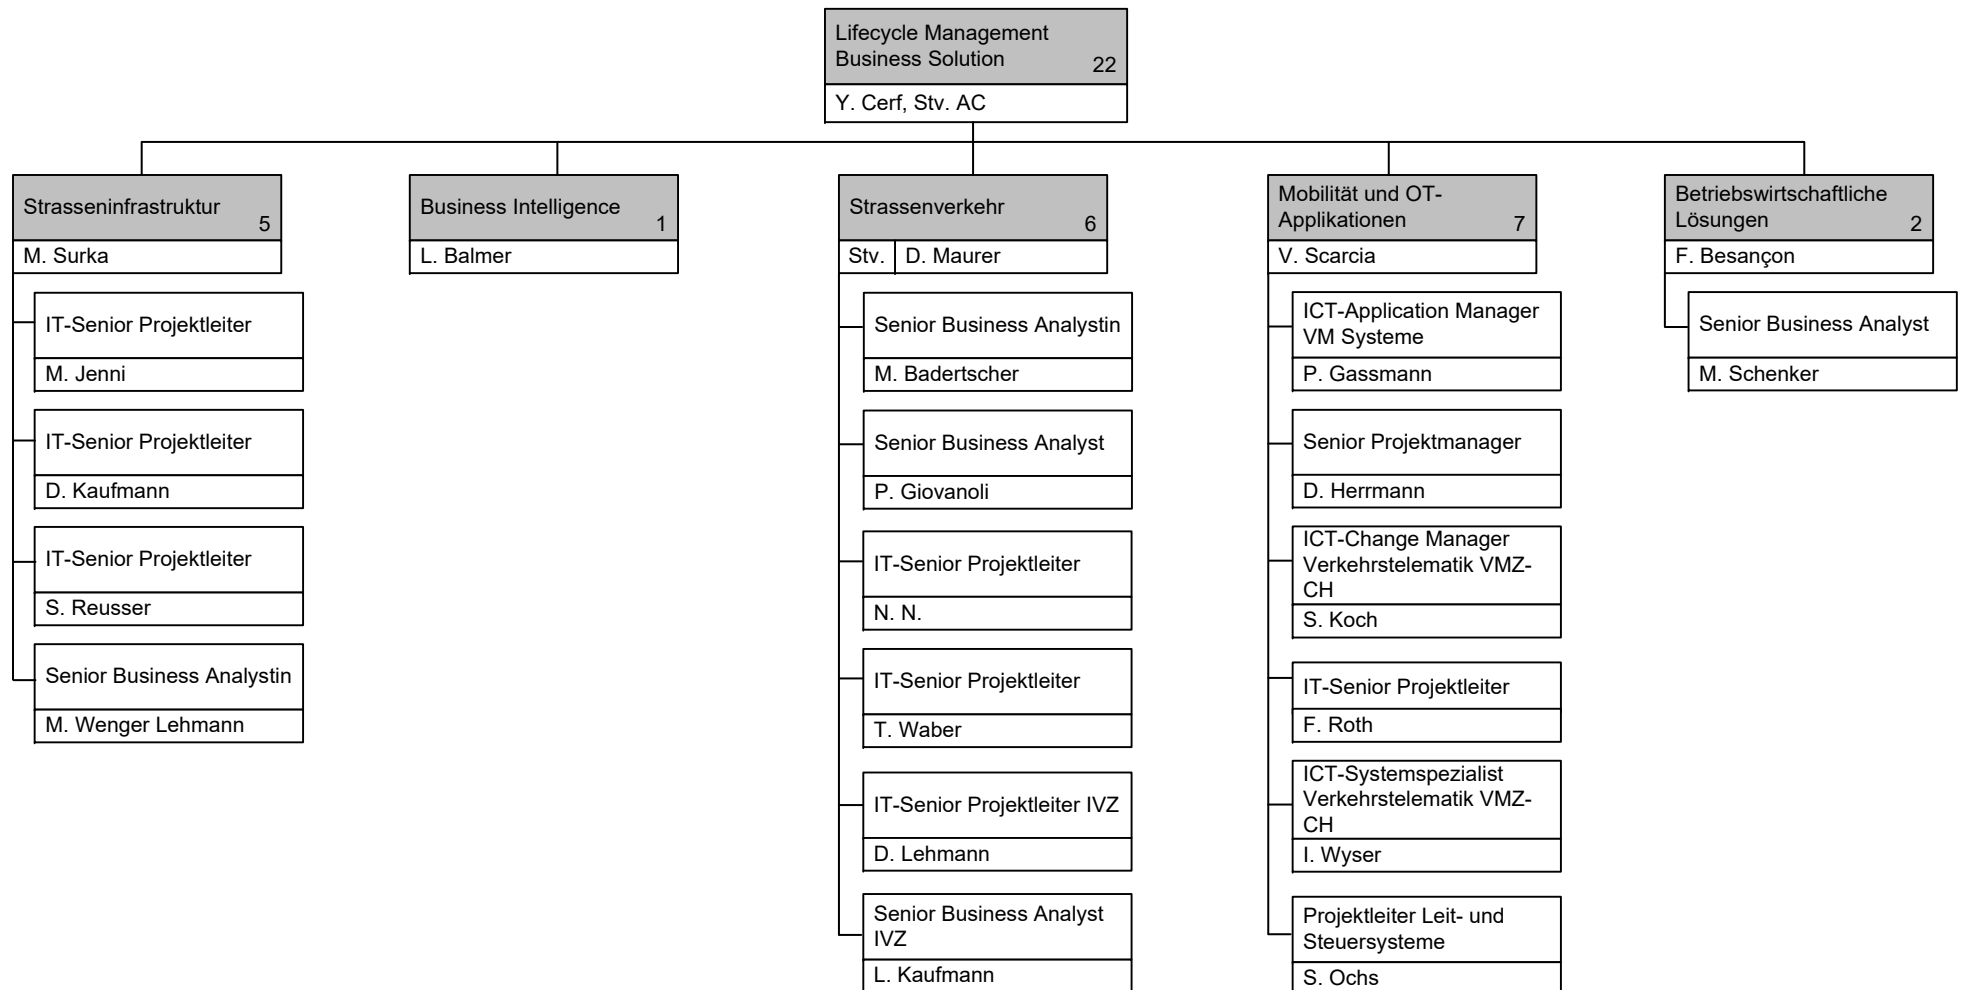 Lifecycle Management
Business Solution
22
Y. Cerf, Stv. AC
Strasseninfrastruktur
5
M. Surka
IT-Senior Projektleiter
M. Jenni
IT-Senior Projektleiter
D. Kaufmann
IT-Senior Projektleiter
S. Reusser
Senior Business Analystin
M. Wenger Lehmann
Business Intelligence
1
L. Balmer
Strassenverkehr
6
Stv. D. Maurer
Senior Business Analystin
M. Badertscher
Senior Business Analyst
P. Giovanoli
IT-Senior Projektleiter
N. N.
IT-Senior Projektleiter
T. Waber
IT-Senior Projektleiter IVZ
D. Lehmann
Senior Business Analyst
IVZ
L. Kaufmann
Mobilität und OT-
Applikationen
7
V. Scarcia
ICT-Application Manager
VM Systeme
P. Gassmann
Senior Projektmanager
D. Herrmann
ICT-Change Manager
Verkehrstelematik VMZ-
CH
S. Koch
IT-Senior Projektleiter
F. Roth
ICT-Systemspezialist
Verkehrstelematik VMZ-
CH
I. Wyser
Projektleiter Leit- und
Steuersysteme
S. Ochs
Betriebswirtschaftliche
Lösungen
2
F. Besançon
Senior Business Analyst
M. Schenker